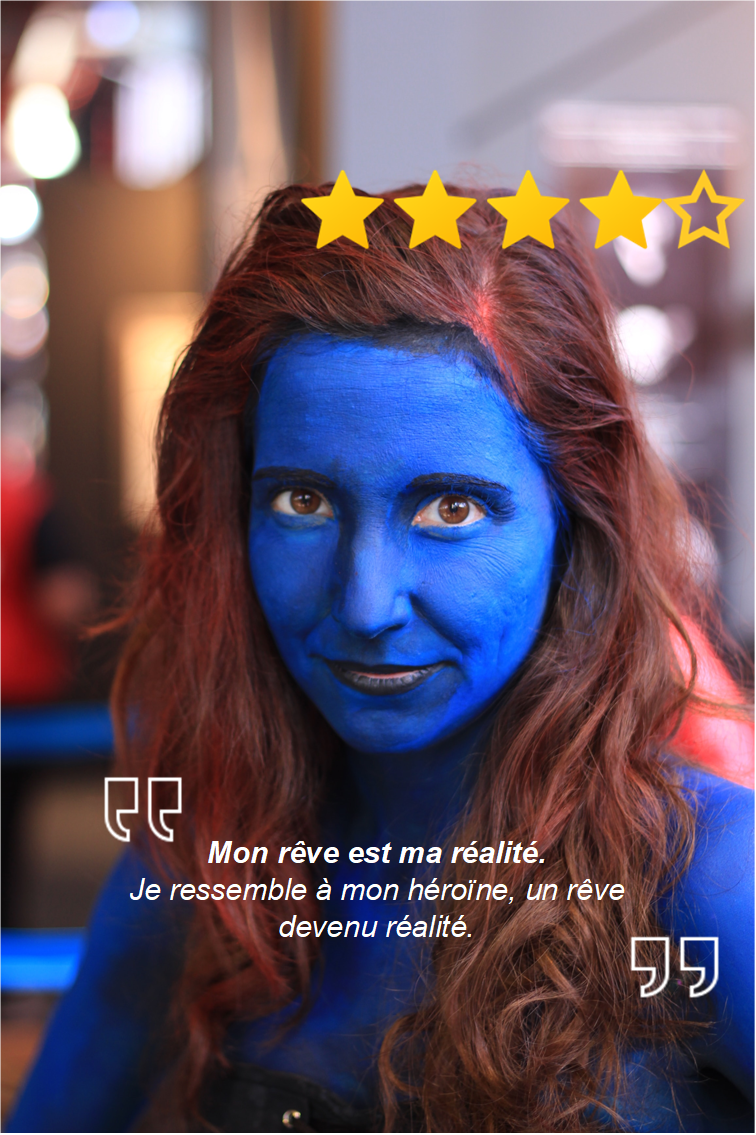 Mon rêve est ma réalité.
Je ressemble à mon héroïne, un rêve
devenu réalité.